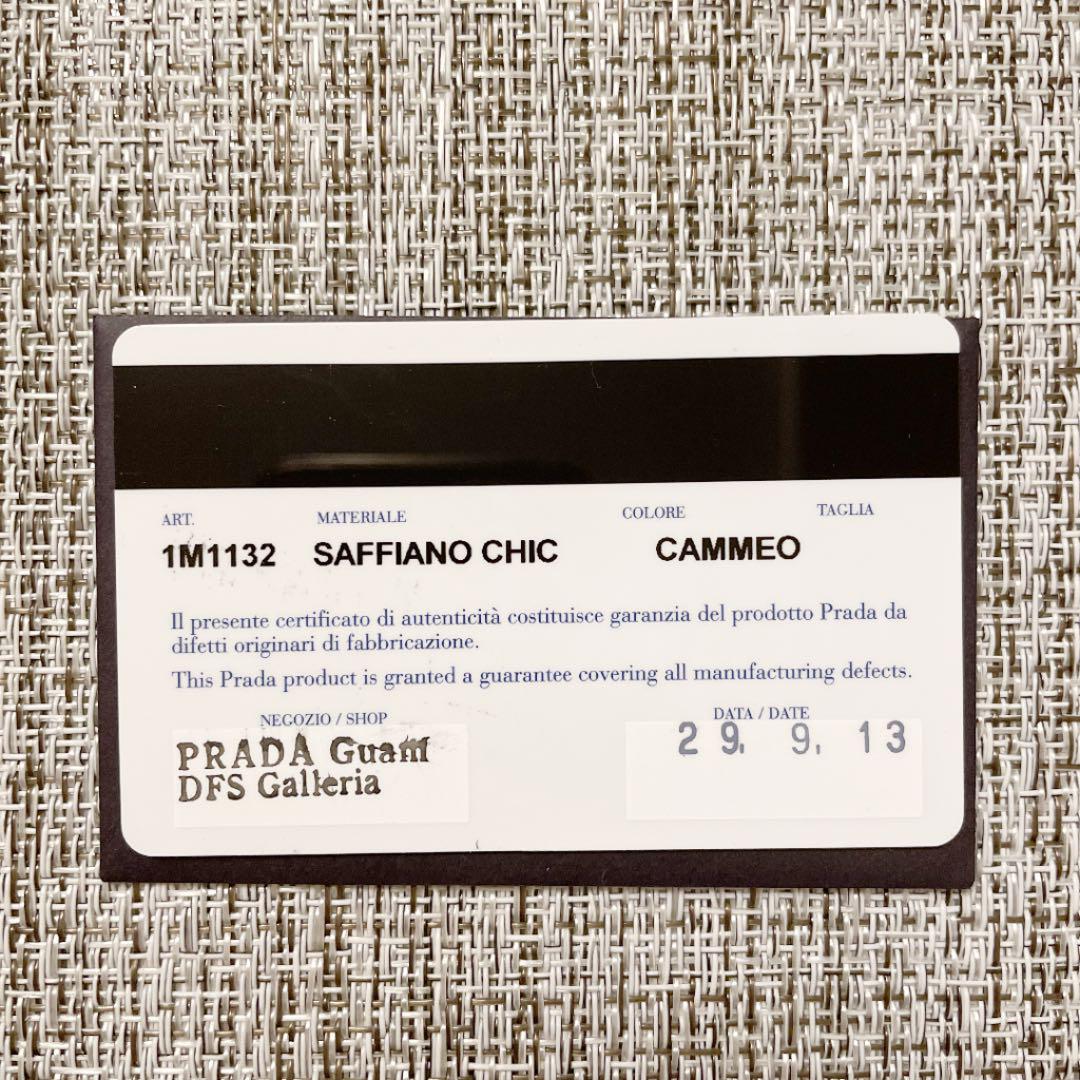 ART. MATERIALE COLORE TAGLIA
1M1132 SAFFIANO CHIC CAMMEO
Il presente certificato di autenticità costituisce garanzia del prodotto Prada da
difetti originari di fabbricazione.
This Prada product is granted a guarantee covering all manufacturing defects.
NEGOZIO / SHOP DATA / DATE
PRADA Guam 29. 9. 13
DFS Galleria